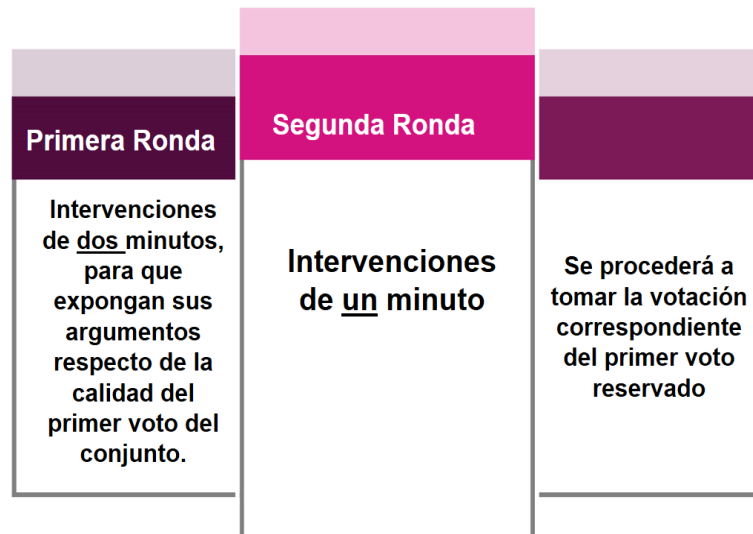 Primera Ronda
Intervenciones
de dos minutos,
para que
expongan sus
argumentos
respecto de la
calidad del
primer voto del
conjunto.
Segunda Ronda
Intervenciones
de un minuto
Se procederá a
tomar la votación
correspondiente
del primer voto
reservado